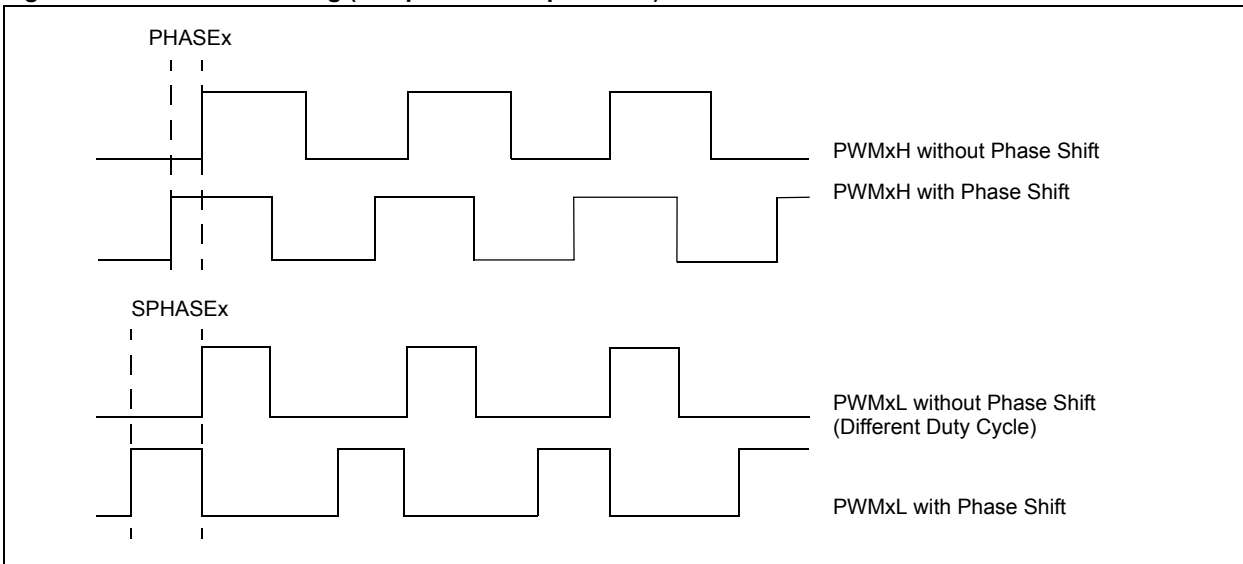 PHASEx
PWMxH without Phase Shift
PWMxH with Phase Shift
SPHASEx
PWMxL without Phase Shift
(Different Duty Cycle)
PWMxL with Phase Shift